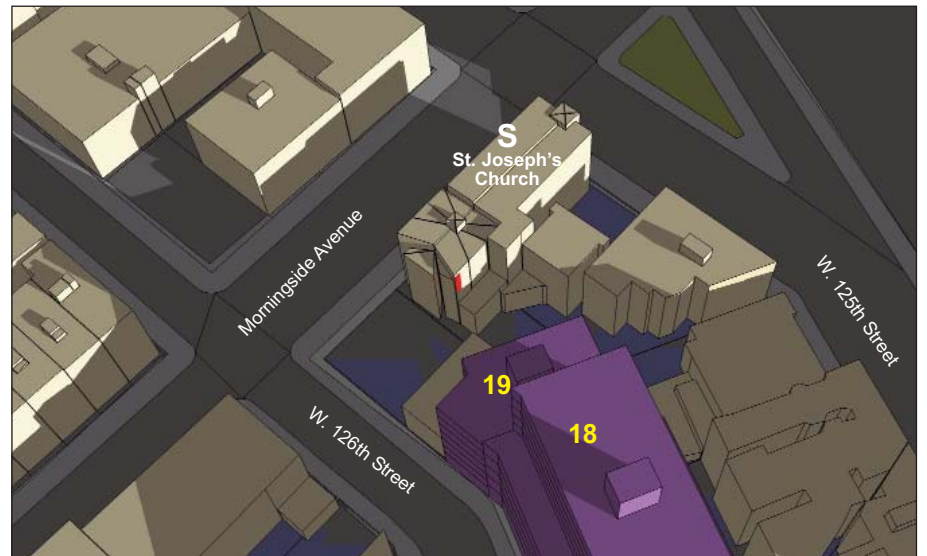 S
St. Joseph's
Church
Morningside Avenue
W. 125th Street
19
18
W. 126th Street